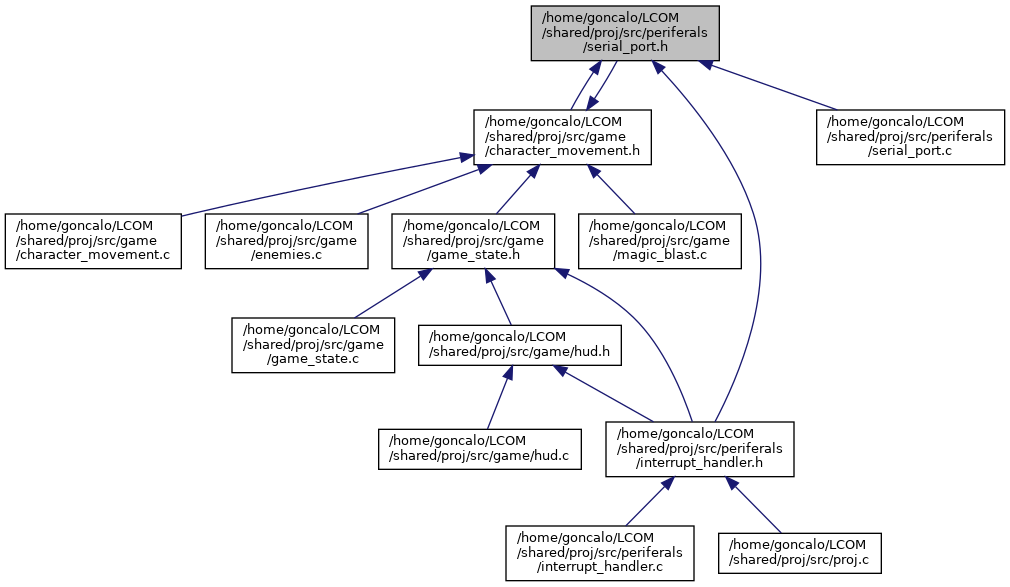 /home/goncalo/LCOM
/shared/proj/src/periferals
/serial_port.h
/home/goncalo/LCOM
/shared/proj/src/game
/character_movement.h
/home/goncalo/LCOM
/shared/proj/src/periferals
/serial_port.c
/home/goncalo/LCOM
/shared/proj/src/game
/character_movement.c
/home/goncalo/LCOM
/shared/proj/src/game
/enemies.c
/home/goncalo/LCOM
/shared/proj/src/game
/game_state.h
/home/goncalo/LCOM
/shared/proj/src/game
/magic_blast.c
/home/goncalo/LCOM
/shared/proj/src/game
/game_state.c
/home/goncalo/LCOM
/shared/proj/src/game/hud.h
/home/goncalo/LCOM
/shared/proj/src/game/hud.c
/home/goncalo/LCOM
/shared/proj/src/periferals
/interrupt_handler.h
/home/goncalo/LCOM
/shared/proj/src/periferals
/interrupt_handler.c
/home/goncalo/LCOM
/shared/proj/src/proj.c